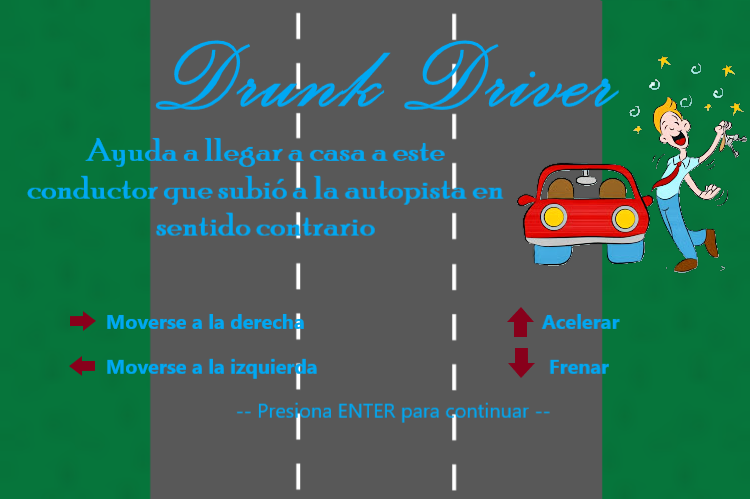 Drunk Driver
Ayuda a llegar a casa a este
conductor que subió a la autopista en
sentido contrario
Moverse a la derecha
Acelerar
Moverse a la izquierda
Frenar
-- Presiona ENTER para continuar --